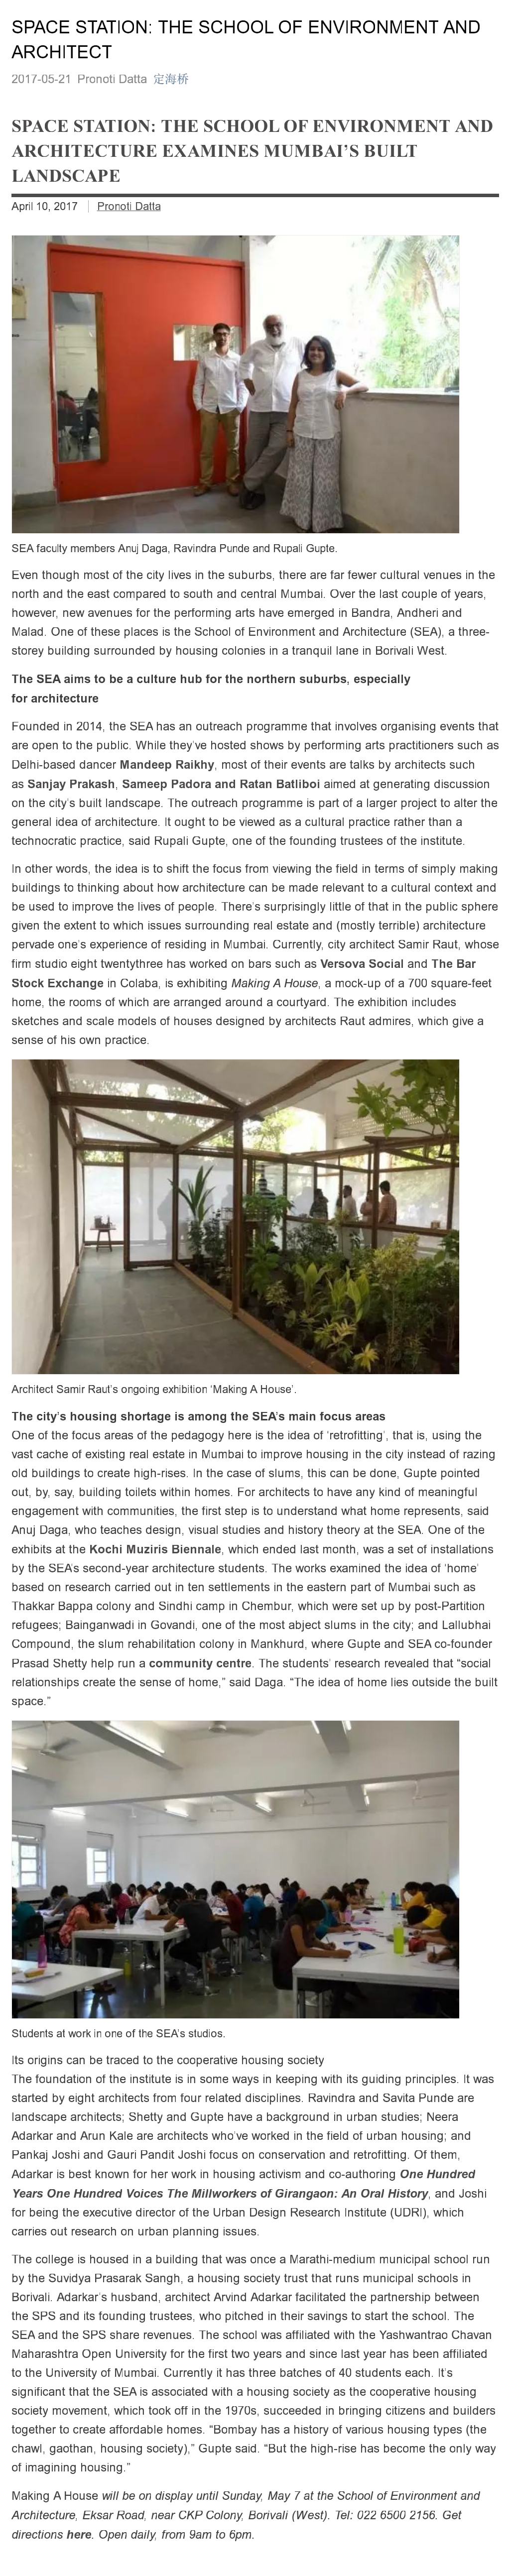 SPACE STATION: THE SCHOOL OF ENVIRONMENT AND
ARCHITECT
2017-05-21 Pronoti Datta 定海桥
SPACE STATION: THE SCHOOL OF ENVIRONMENT AND
ARCHITECTURE EXAMINES MUMBAI’S BUILT
LANDSCAPE
April 10, 2017 | Pronoti Datta
SEA faculty members Anuj Daga, Ravindra Punde and Rupali Gupte.
Even though most of the city lives in the suburbs, there are far fewer cultural venues in the
north and the east compared to south and central Mumbai. Over the last couple of years,
however, new avenues for the performing arts have emerged in Bandra, Andheri and
Malad. One of these places is the School of Environment and Architecture (SEA), a three-
storey building surrounded by housing colonies in a tranquil lane in Borivali West.
The SEA aims to be a culture hub for the northern suburbs, especially
for architecture
Founded in 2014, the SEA has an outreach programme that involves organising events that
are open to the public. While they’ve hosted shows by performing arts practitioners such as
Delhi-based dancer Mandeep Raikhy, most of their events are talks by architects such
as Sanjay Prakash, Sameep Padora and Ratan Batliboi aimed at generating discussion
on the city’s built landscape. The outreach programme is part of a larger project to alter the
general idea of architecture. It ought to be viewed as a cultural practice rather than a
technocratic practice, said Rupali Gupte, one of the founding trustees of the institute.
In other words, the idea is to shift the focus from viewing the field in terms of simply making
buildings to thinking about how architecture can be made relevant to a cultural context and
be used to improve the lives of people. There’s surprisingly little of that in the public sphere
given the extent to which issues surrounding real estate and (mostly terrible) architecture
pervade one’s experience of residing in Mumbai. Currently, city architect Samir Raut, whose
firm studio eight twentythree has worked on bars such as Versova Social and The Bar
Stock Exchange in Colaba, is exhibiting Making A House, a mock-up of a 700 square-feet
home, the rooms of which are arranged around a courtyard. The exhibition includes
sketches and scale models of houses designed by architects Raut admires, which give a
sense of his own practice.
Architect Samir Raut’s ongoing exhibition ‘Making A House’.
The city’s housing shortage is among the SEA’s main focus areas
One of the focus areas of the pedagogy here is the idea of ‘retrofitting’, that is, using the
vast cache of existing real estate in Mumbai to improve housing in the city instead of razing
old buildings to create high-rises. In the case of slums, this can be done, Gupte pointed
out, by, say, building toilets within homes. For architects to have any kind of meaningful
engagement with communities, the first step is to understand what home represents, said
Anuj Daga, who teaches design, visual studies and history theory at the SEA. One of the
exhibits at the Kochi Muziris Biennale, which ended last month, was a set of installations
by the SEA’s second-year architecture students. The works examined the idea of ‘home’
based on research carried out in ten settlements in the eastern part of Mumbai such as
Thakkar Bappa colony and Sindhi camp in Chembur, which were set up by post-Partition
refugees; Bainganwadi in Govandi, one of the most abject slums in the city; and Lallubhai
Compound, the slum rehabilitation colony in Mankhurd, where Gupte and SEA co-founder
Prasad Shetty help run a community centre. The students’ research revealed that “social
relationships create the sense of home,” said Daga. “The idea of home lies outside the built
space.”
Students at work in one of the SEA’s studios.
Its origins can be traced to the cooperative housing society
The foundation of the institute is in some ways in keeping with its guiding principles. It was
started by eight architects from four related disciplines. Ravindra and Savita Punde are
landscape architects; Shetty and Gupte have a background in urban studies; Neera
Adarkar and Arun Kale are architects who’ve worked in the field of urban housing; and
Pankaj Joshi and Gauri Pandit Joshi focus on conservation and retrofitting. Of them,
Adarkar is best known for her work in housing activism and co-authoring One Hundred
Years One Hundred Voices The Millworkers of Girangaon: An Oral History, and Joshi
for being the executive director of the Urban Design Research Institute (UDRI), which
carries out research on urban planning issues.
The college is housed in a building that was once a Marathi-medium municipal school run
by the Suvidya Prasarak Sangh, a housing society trust that runs municipal schools in
Borivali. Adarkar’s husband, architect Arvind Adarkar facilitated the partnership between
the SPS and its founding trustees, who pitched in their savings to start the school. The
SEA and the SPS share revenues. The school was affiliated with the Yashwantrao Chavan
Maharashtra Open University for the first two years and since last year has been affiliated
to the University of Mumbai. Currently it has three batches of 40 students each. It’s
significant that the SEA is associated with a housing society as the cooperative housing
society movement, which took off in the 1970s, succeeded in bringing citizens and builders
together to create affordable homes. “Bombay has a history of various housing types (the
chawl, gaothan, housing society),” Gupte said. “But the high-rise has become the only way
of imagining housing.”
Making A House will be on display until Sunday, May 7 at the School of Environment and
Architecture, Eksar Road, near CKP Colony, Borivali (West). Tel: 022 6500 2156. Get
directions here. Open daily, from 9am to 6pm.